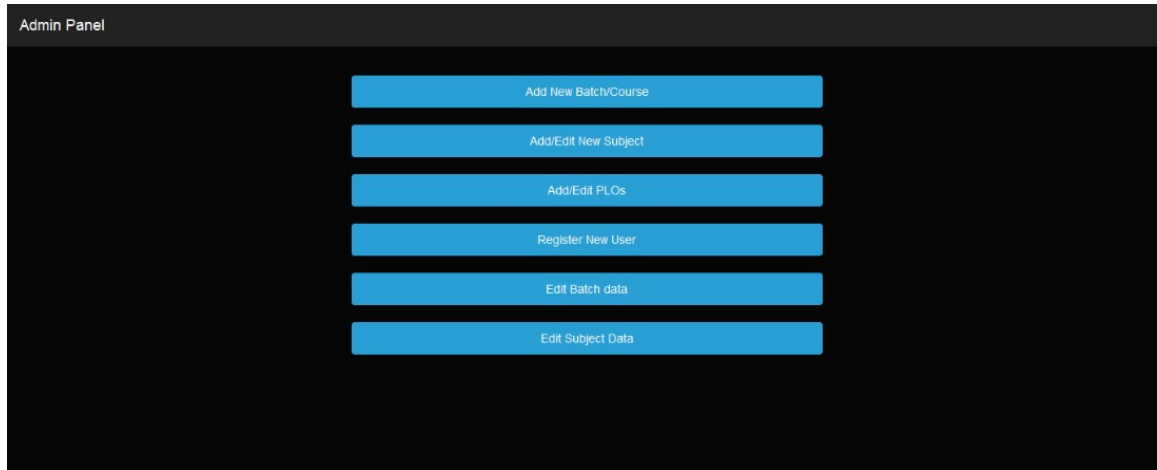 Admin Panel
Add New Batch/Course
Add/Edit New Subject
Add/Edit PLOs
Register New User
Edit Batch data
Edit Subject Data